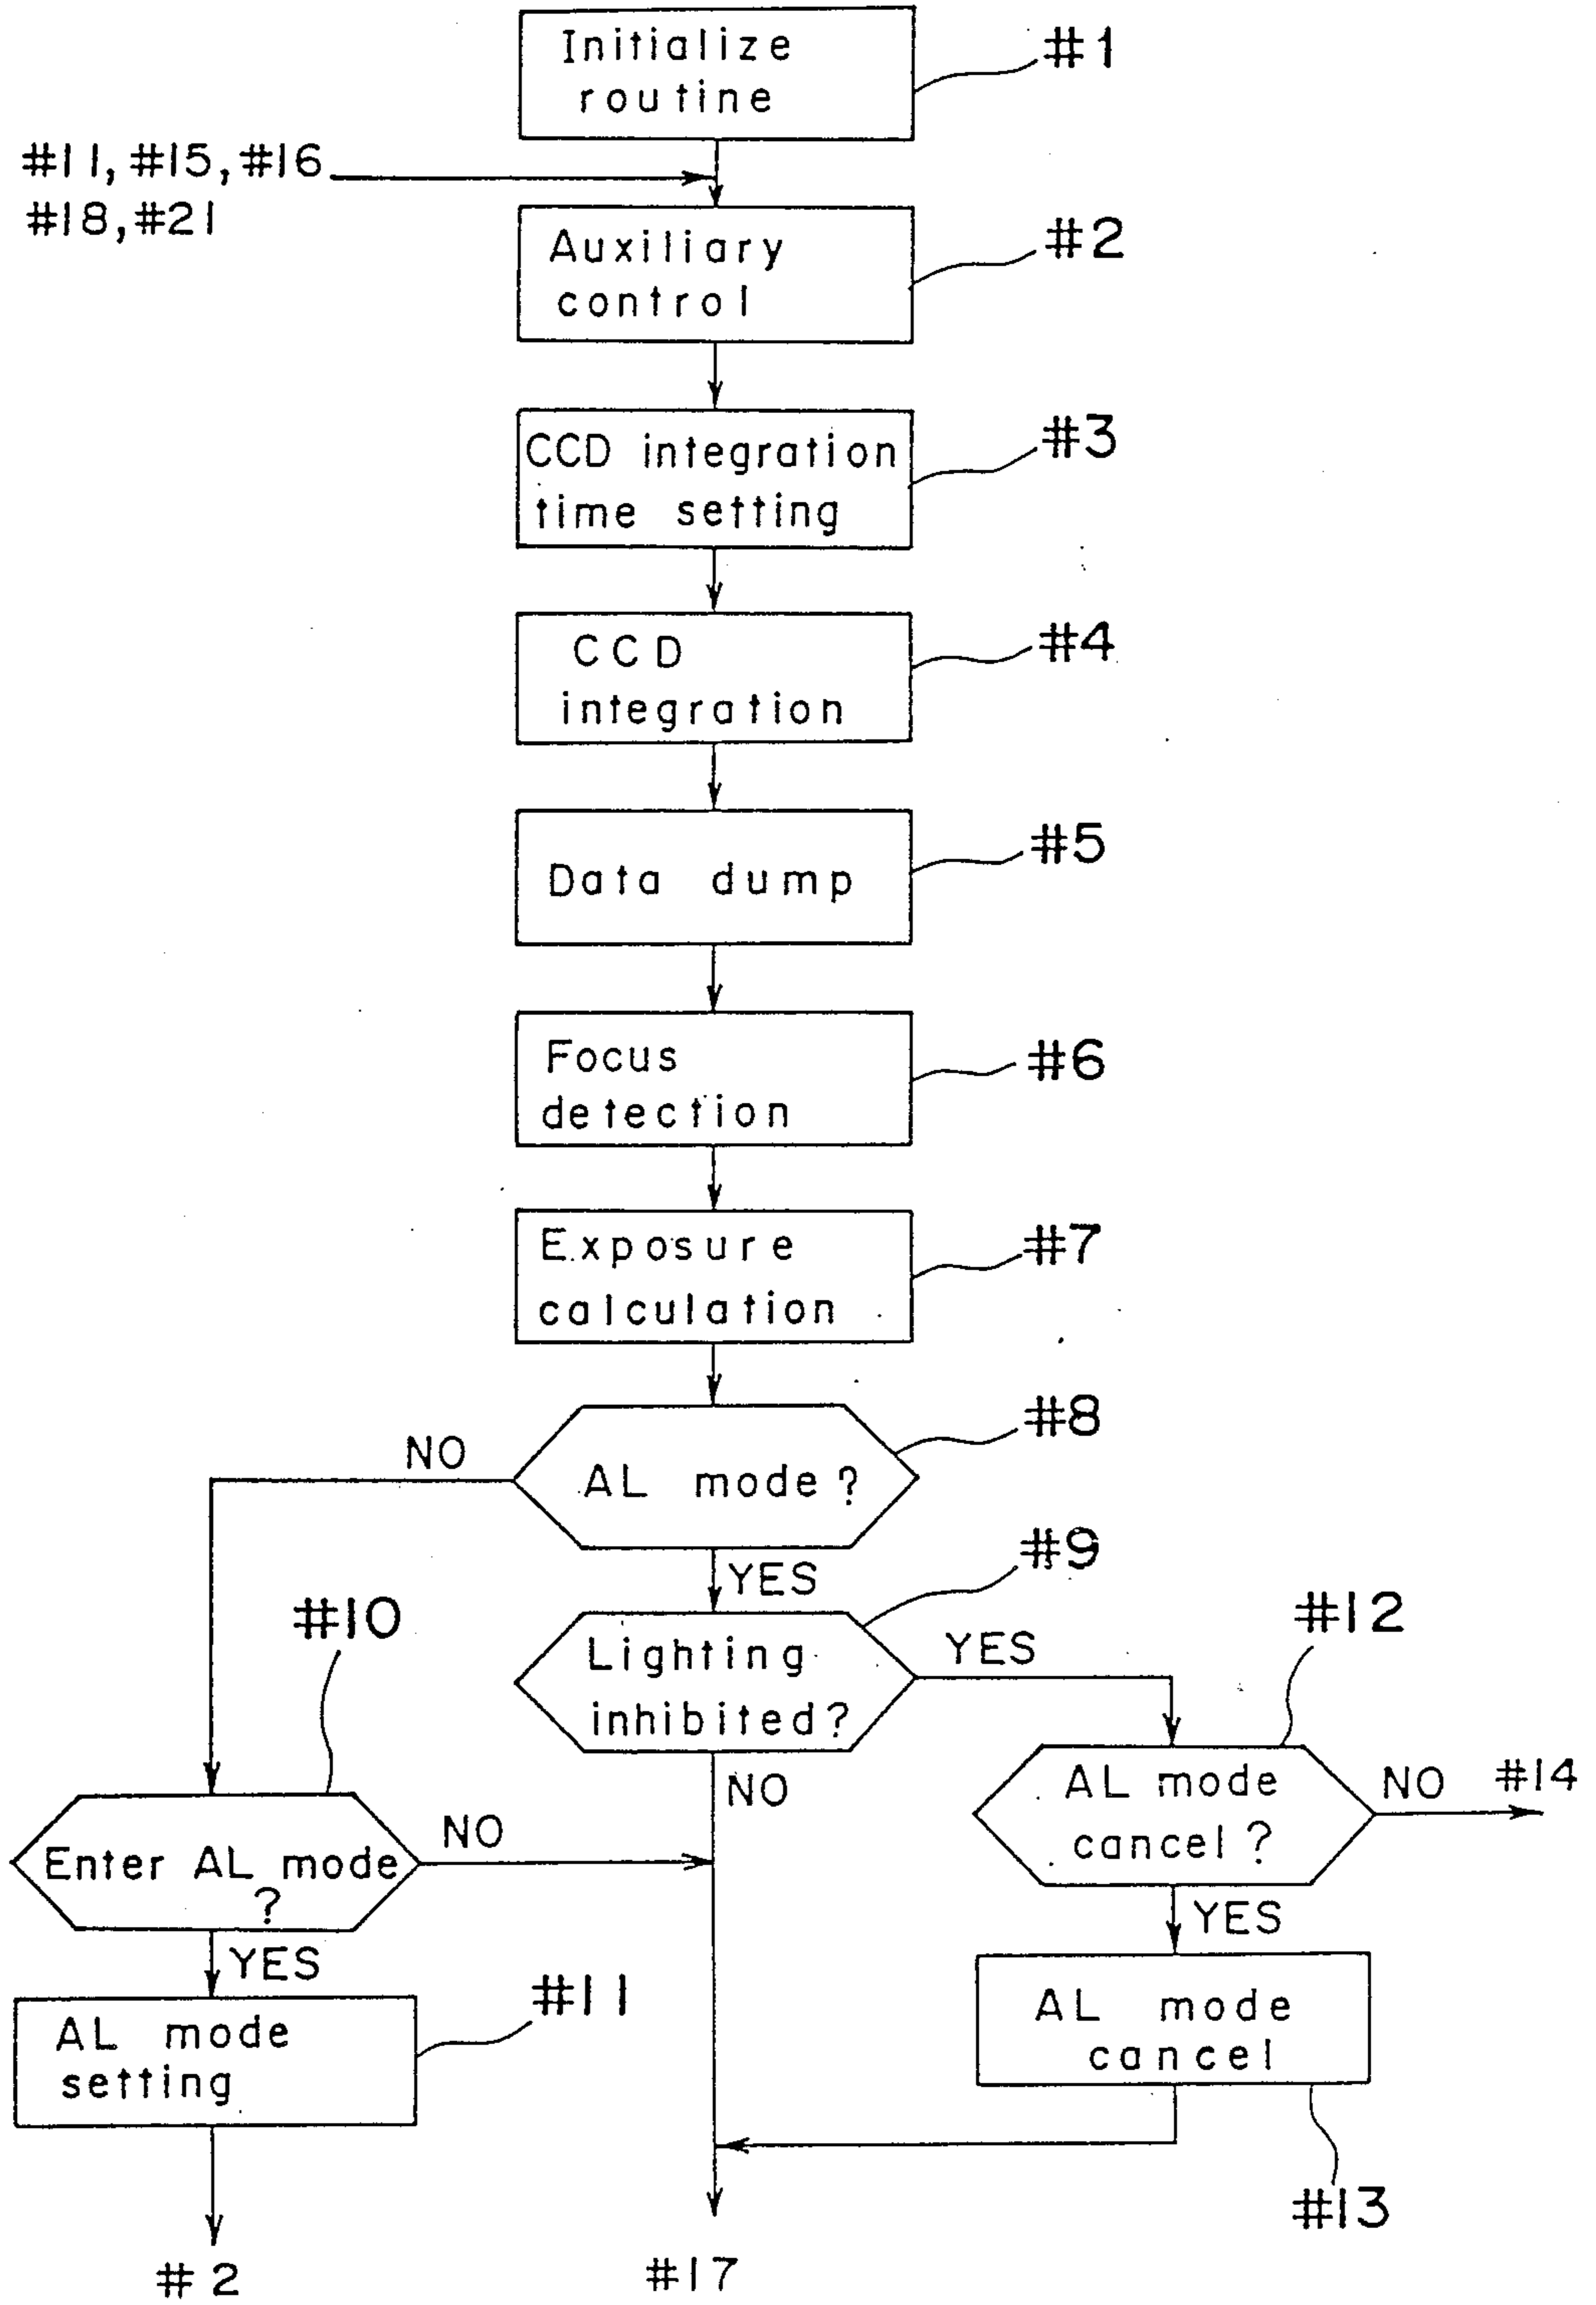 Initialize
routine
#1
#11, #15, #16
#18, #21
Auxiliary
control
#2
CCD integration
time setting
#3
CCD
integration
#4
Data dump
#5
Focus
detection
#6
Exposure
calculation
#7
AL mode?
#8
NO
YES
Lighting
inhibited?
#9
YES
NO
#10
Enter AL mode
?
NO
YES
#12
AL mode
cancel?
NO
#14
YES
AL mode
setting
#11
AL mode
cancel
#13
#2
#17